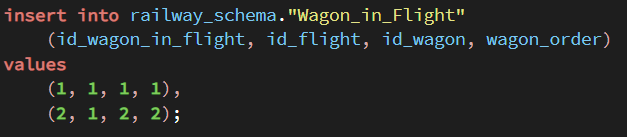 insert into railway_schema."Wagon_in_Flight"
(id_wagon_in_flight, id_flight, id_wagon, wagon_order)
values
(1, 1, 1, 1),
(2, 1, 2, 2);